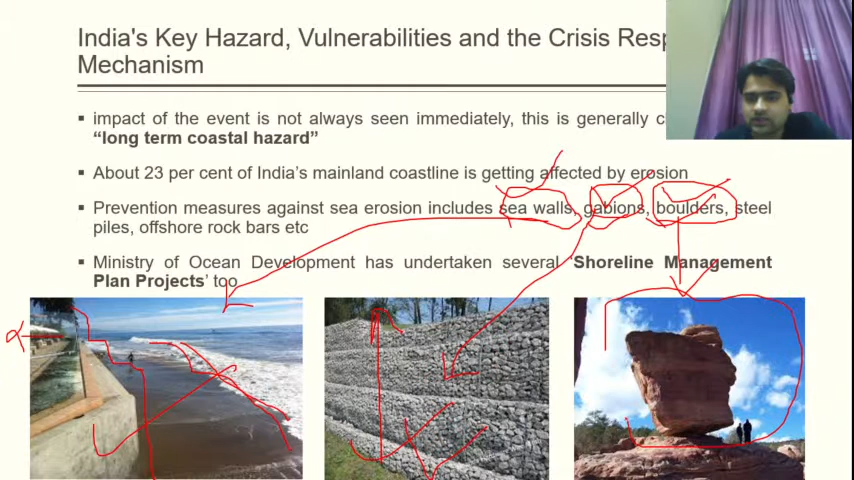 India's Key Hazard, Vulnerabilities and the Crisis
Mechanism
impact of the event is not always seen immediately, this is generally
“long term coastal hazard”
About 23 per cent of India’s mainland coastline is getting affected by erosion
Prevention measures against sea erosion includes sea walls, gabions, boulders, steel
piles, offshore rock bars etc
Ministry of Ocean Development has undertaken several ‘Shoreline Management
Plan Projects’ too